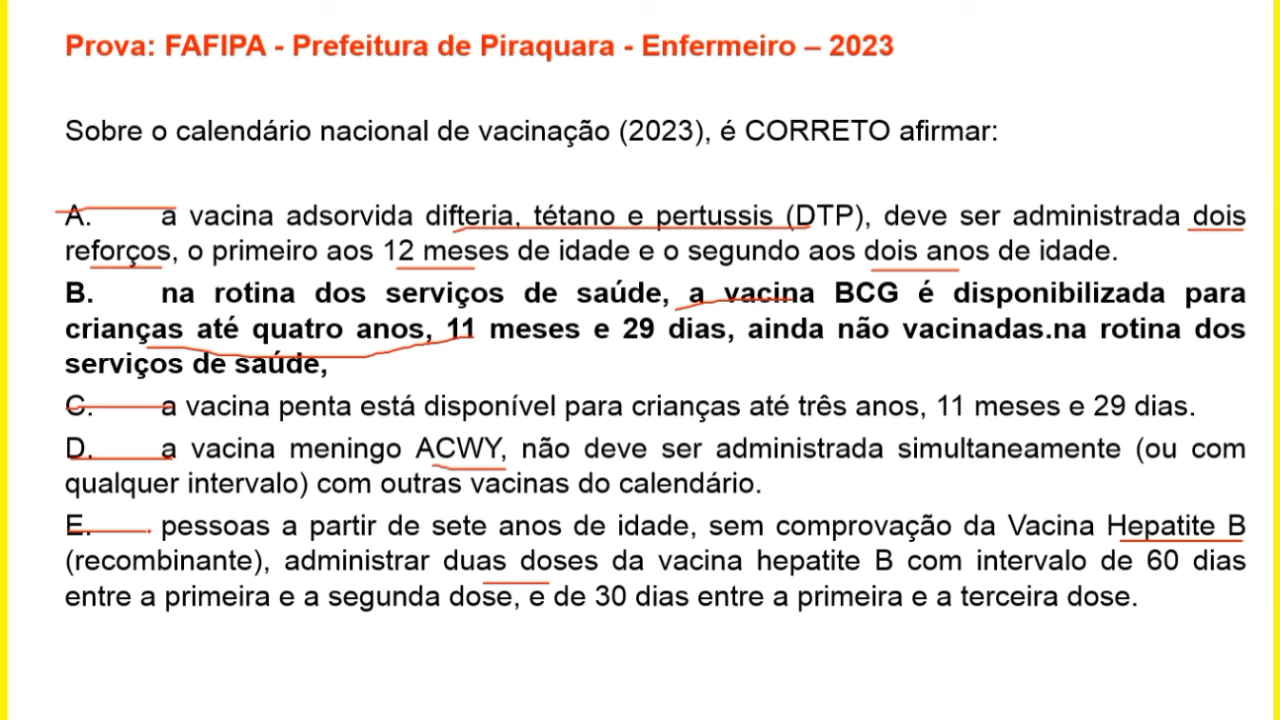 Prova: FAFIPA - Prefeitura de Piraquara - Enfermeiro – 2023
Sobre o calendário nacional de vacinação (2023), é CORRETO afirmar:
A. a vacina adsorvida difteria, tétano e pertussis (DTP), deve ser administrada dois
reforços, o primeiro aos 12 meses de idade e o segundo aos dois anos de idade.
B. na rotina dos serviços de saúde, a vacina BCG é disponibilizada para
crianças até quatro anos, 11 meses e 29 dias, ainda não vacinadas.na rotina dos
serviços de saúde,
C. a vacina penta está disponível para crianças até três anos, 11 meses e 29 dias.
D. a vacina meningo ACWY, não deve ser administrada simultaneamente (ou com
qualquer intervalo) com outras vacinas do calendário.
E. pessoas a partir de sete anos de idade, sem comprovação da Vacina Hepatite B
(recombinante), administrar duas doses da vacina hepatite B com intervalo de 60 dias
entre a primeira e a segunda dose, e de 30 dias entre a primeira e a terceira dose.